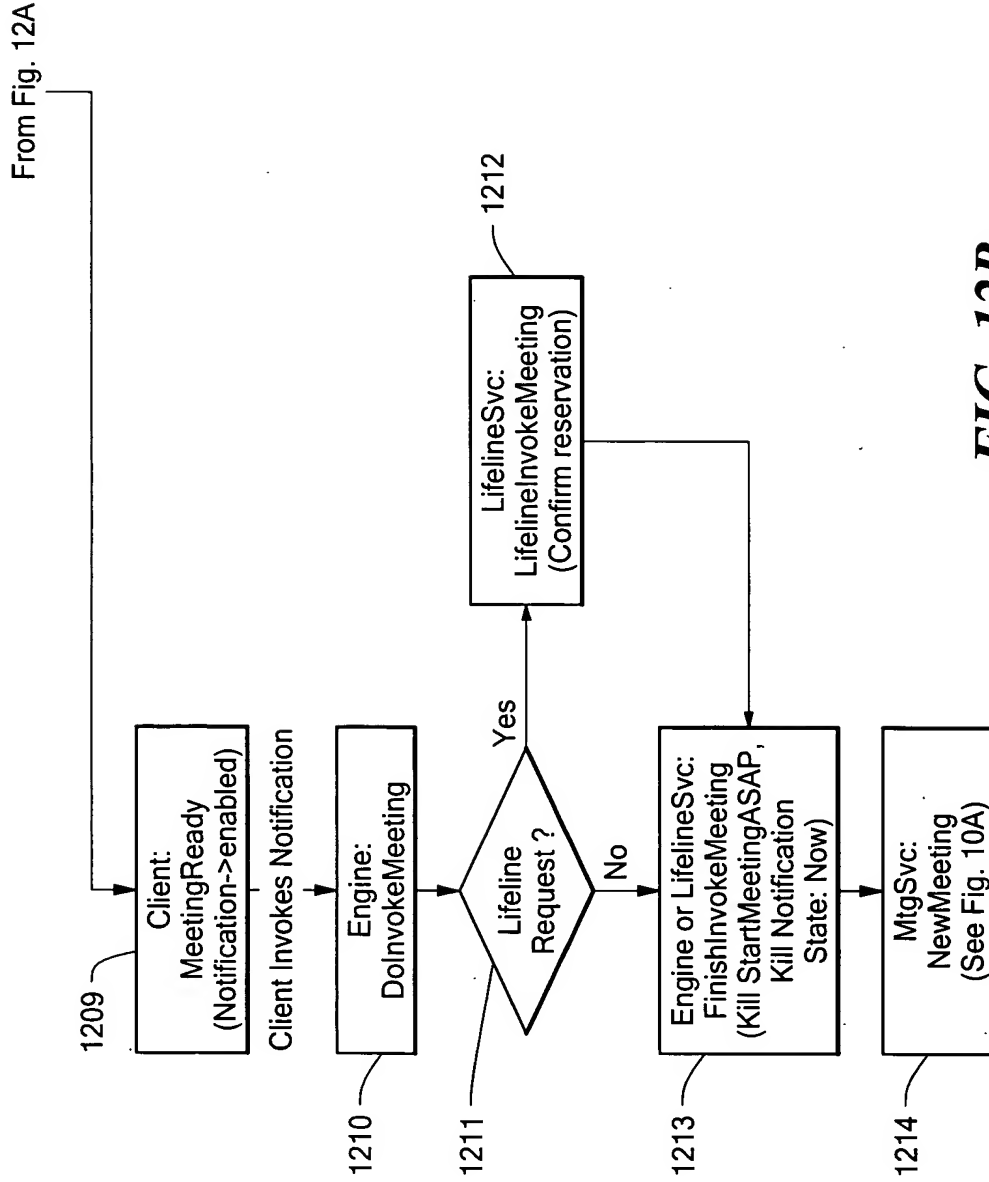 From Fig. 12A
1209
Client:
MeetingReady
(Notification->enabled)
Client Invokes Notification
1210
Engine:
DoInvokeMeeting
1211
Lifeline
Request ?
Yes
No
1212
LifelineSvc:
LifelineInvokeMeeting
(Confirm reservation)
1213
Engine or LifelineSvc:
FinishInvokeMeeting
(Kill StartMeetingASAP,
Kill Notification
State: Now)
1214
MtgSvc:
NewMeeting
(See Fig. 10A)
FIG. 12B